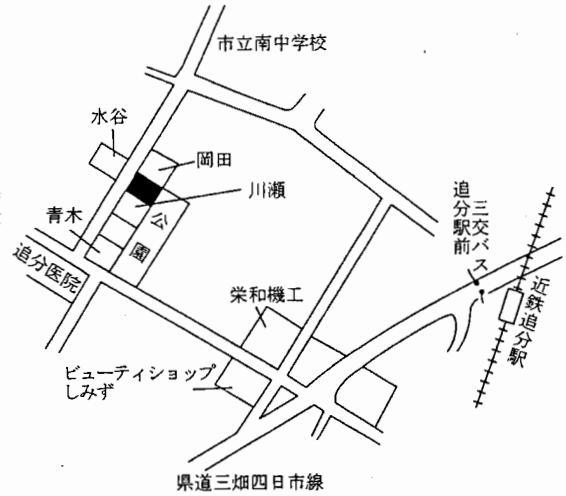 市立南中学校
水谷
岡田
川瀬
青木
公園
追分医院
三交バス
追分駅前
近鉄追分駅
栄和機工
ビューティショップ
しみず
県道三畑四日市線